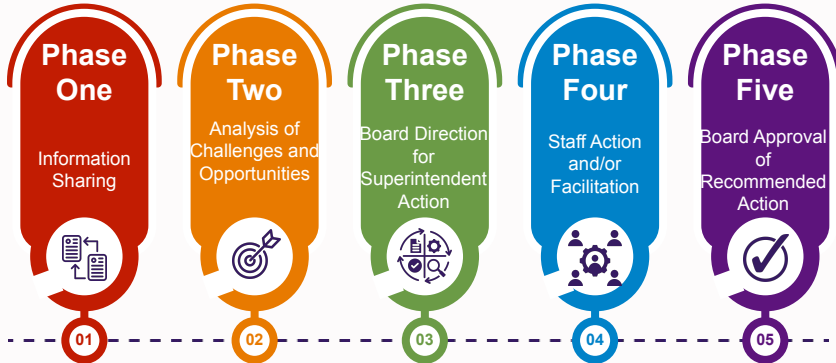 Phase
One
Information
Sharing
01
Phase
Two
Analysis of
Challenges and
Opportunities
02
Phase
Three
Board Direction
for
Superintendent
Action
03
Phase
Four
Staff Action
and/or
Facilitation
04
Phase
Five
Board Approval
of
Recommended
Action
05